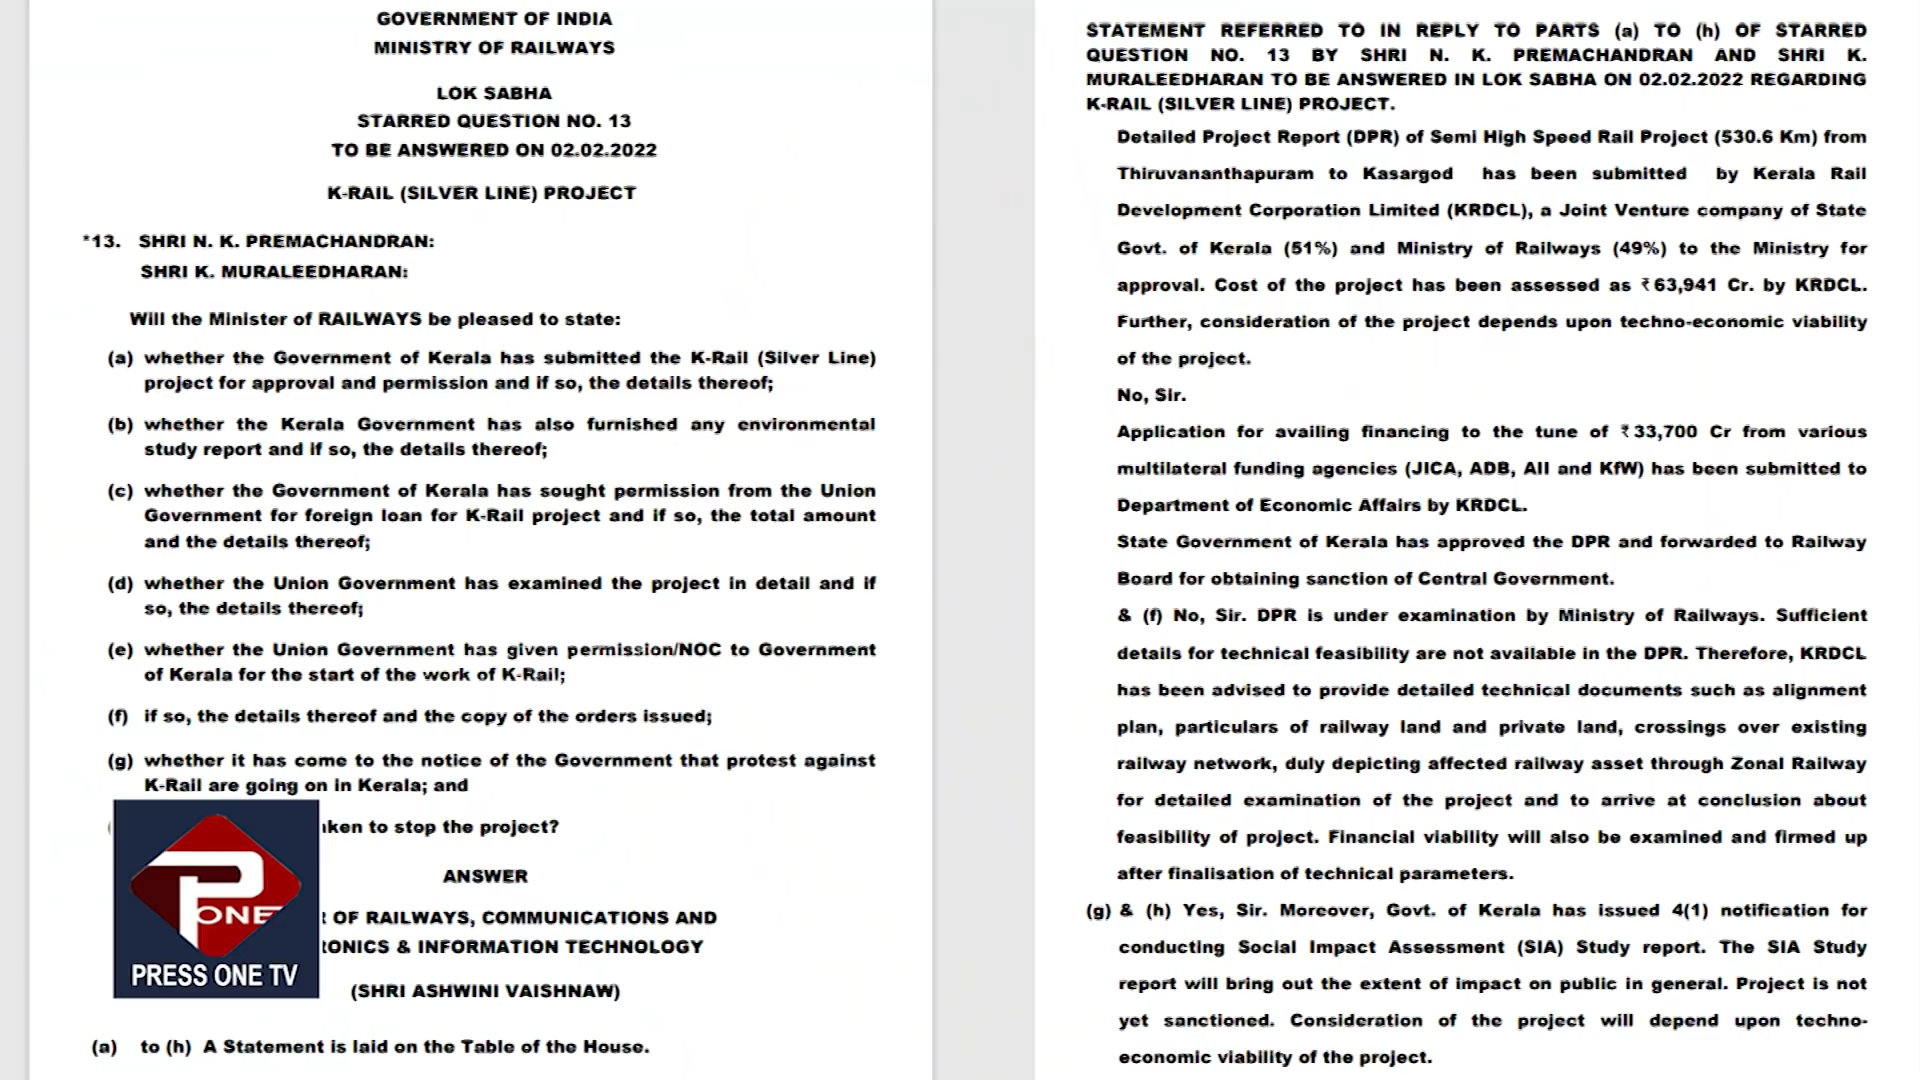 GOVERNMENT OF INDIA
MINISTRY OF RAILWAYS
LOK SABHA
STARRED QUESTION NO. 13
TO BE ANSWERED ON 02.02.2022
K-RAIL (SILVER LINE) PROJECT
*13. SHRI N. K. PREMACHANDRAN:
SHRI K. MURALEEDHARAN:
Will the Minister of RAILWAYS be pleased to state:
(a) whether the Government of Kerala has submitted the K-Rail (Silver Line)
project for approval and permission and if so, the details thereof;
(b) whether the Kerala Government has also furnished any environmental
study report and if so, the details thereof;
(c) whether the Government of Kerala has sought permission from the Union
Government for foreign loan for K-Rail project and if so, the total amount
and the details thereof;
(d) whether the Union Government has examined the project in detail and if
so, the details thereof;
(e) whether the Union Government has given permission/NOC to Government
of Kerala for the start of the work of K-Rail;
(f) if so, the details thereof and the copy of the orders issued;
(g) whether it has come to the notice of the Government that protest against
K-Rail are going on in Kerala; and
to stop the project?
ANSWER
OF RAILWAYS, COMMUNICATIONS AND
& INFORMATION TECHNOLOGY
(SHRI ASHWINI VAISHNAW)
(a) to (h) A Statement is laid on the Table of the House.
P
ONE
PRESS ONE TV
STATEMENT REFERRED TO IN REPLY TO PARTS (a) TO (h) OF STARRED
QUESTION NO. 13 BY SHRI N. K. PREMACHANDRAN AND SHRI K.
MURALEEDHARAN TO BE ANSWERED IN LOK SABHA ON 02.02.2022 REGARDING
K-RAIL (SILVER LINE) PROJECT.
Detailed Project Report (DPR) of Semi High Speed Rail Project (530.6 Km) from
Thiruvananthapuram to Kasargod has been submitted by Kerala Rail
Development Corporation Limited (KRDCL), a Joint Venture company of State
Govt. of Kerala (51%) and Ministry of Railways (49%) to the Ministry for
approval. Cost of the project has been assessed as ₹63,941 Cr. by KRDCL.
Further, consideration of the project depends upon techno-economic viability
of the project.
No, Sir.
Application for availing financing to the tune of ₹33,700 Cr from various
multilateral funding agencies (JICA, ADB, AII and KfW) has been submitted to
Department of Economic Affairs by KRDCL.
State Government of Kerala has approved the DPR and forwarded to Railway
Board for obtaining sanction of Central Government.
& (f) No, Sir. DPR is under examination by Ministry of Railways. Sufficient
details for technical feasibility are not available in the DPR. Therefore, KRDCL
has been advised to provide detailed technical documents such as alignment
plan, particulars of railway land and private land, crossings over existing
railway network, duly depicting affected railway asset through Zonal Railway
for detailed examination of the project and to arrive at conclusion about
feasibility of project. Financial viability will also be examined and firmed up
after finalisation of technical parameters.
(g) & (h) Yes, Sir. Moreover, Govt. of Kerala has issued 4(1) notification for
conducting Social Impact Assessment (SIA) Study report. The SIA Study
report will bring out the extent of impact on public in general. Project is not
yet sanctioned. Consideration of the project will depend upon techno-
economic viability of the project.